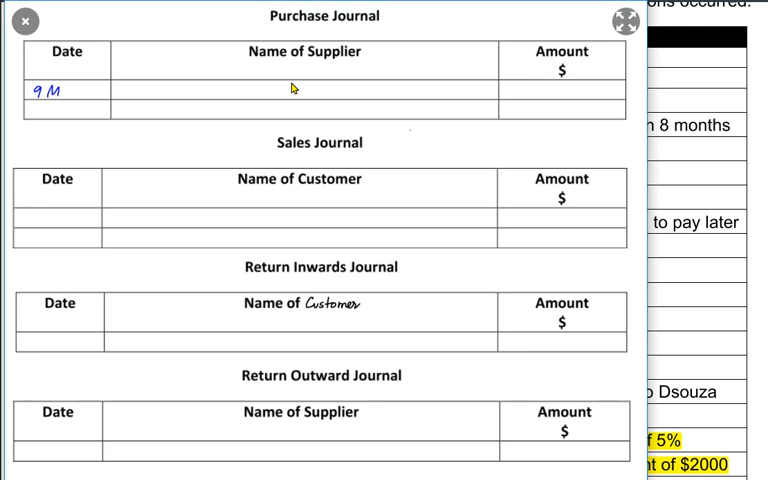 ons occurred.
Purchase Journal
Date Name of Supplier Amount
$
9 M
n 8 months
Sales Journal
Date Name of Customer Amount
$
to pay later
Return Inwards Journal
Date Name of Customer Amount
$
Return Outward Journal
o Dsouza
Date Name of Supplier Amount
$
f 5%
nt of $2000